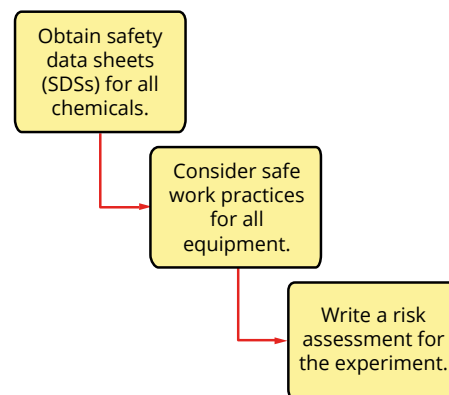 Obtain safety
data sheets
(SDSs) for all
chemicals.
Consider safe
work practices
for all
equipment.
Write a risk
assessment for
the experiment.